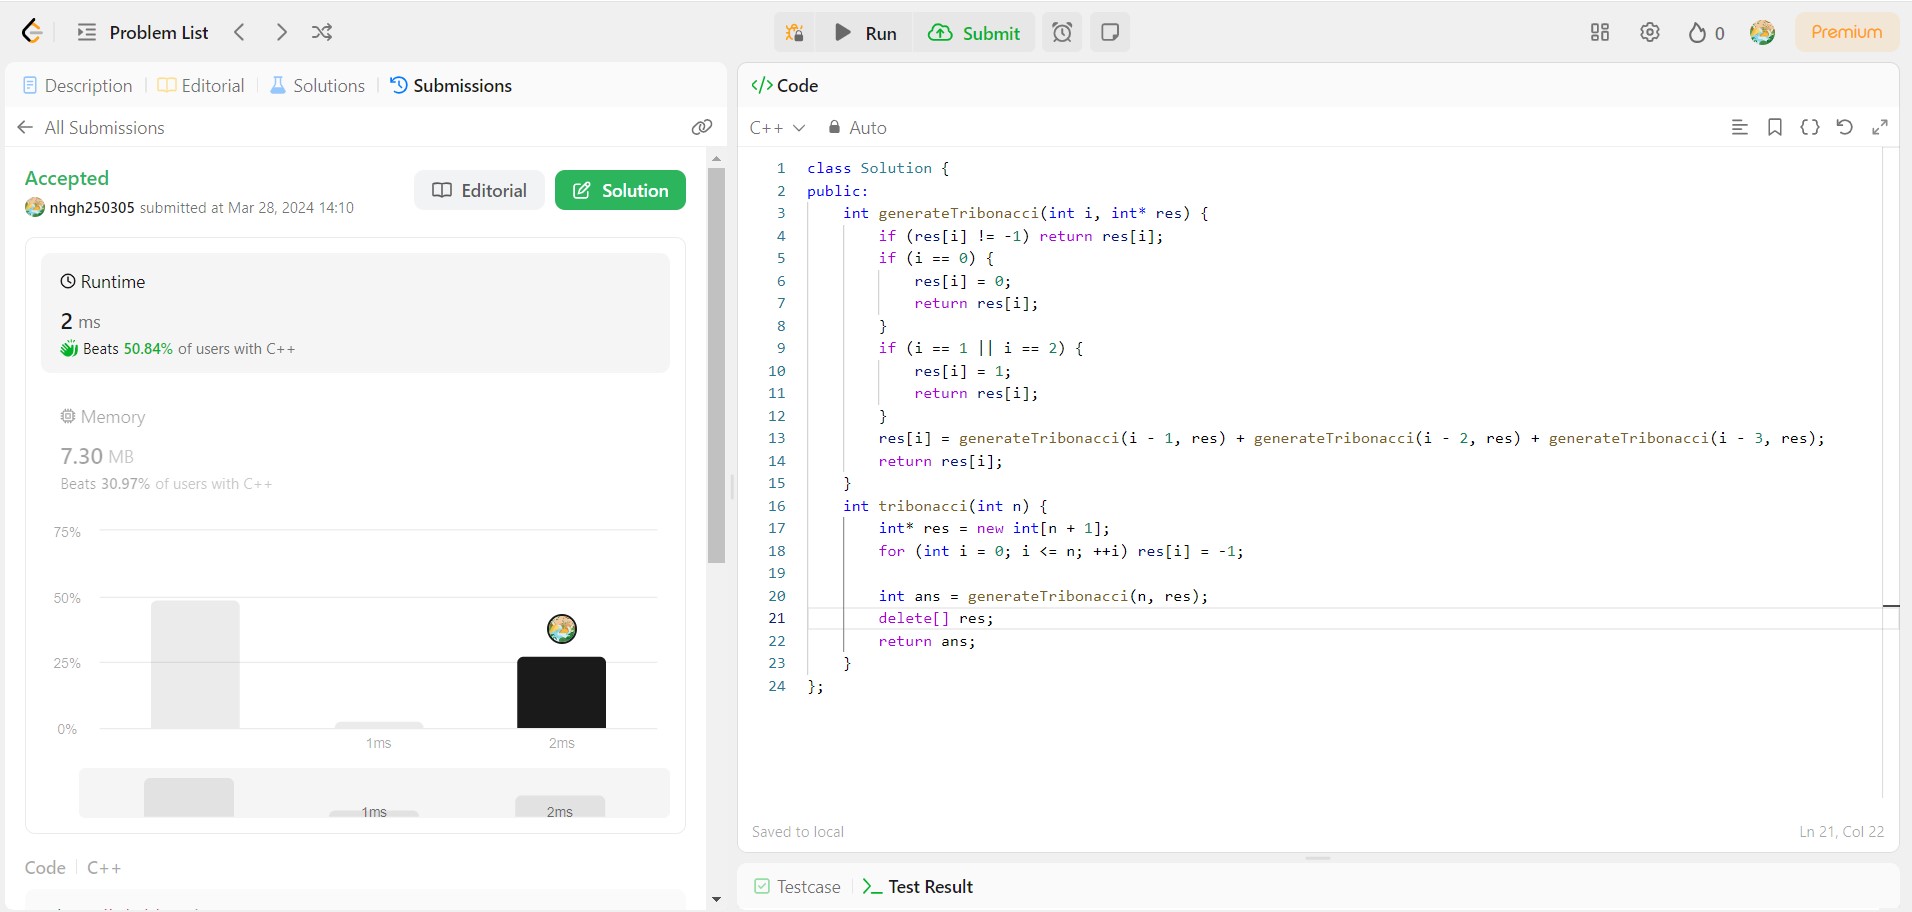 Problem List
Run
Submit
0
Premium
Description
Editorial
Solutions
Submissions
All Submissions
Accepted
nhgh250305 submitted at Mar 28, 2024 14:10
Editorial
Solution
Runtime
2 ms
Beats 50.84% of users with C++
Memory
7.30 MB
Beats 30.97% of users with C++
75%
50%
25%
0%
1ms
2ms
1ms
2ms
Code
C++
</> Code
C++
Auto
1 class Solution {
2 public:
3 int generateTribonacci(int i, int* res) {
4 if (res[i] != -1) return res[i];
5 if (i == 0) {
6 res[i] = 0;
7 return res[i];
8 }
9 if (i == 1 || i == 2) {
10 res[i] = 1;
11 return res[i];
12 }
13 res[i] = generateTribonacci(i - 1, res) + generateTribonacci(i - 2, res) + generateTribonacci(i - 3, res);
14 return res[i];
15 }
16 int tribonacci(int n) {
17 int* res = new int[n + 1];
18 for (int i = 0; i <= n; ++i) res[i] = -1;
19
20 int ans = generateTribonacci(n, res);
21 delete[] res;
22 return ans;
23 }
24 };
Saved to local
Ln 21, Col 22
Testcase
Test Result